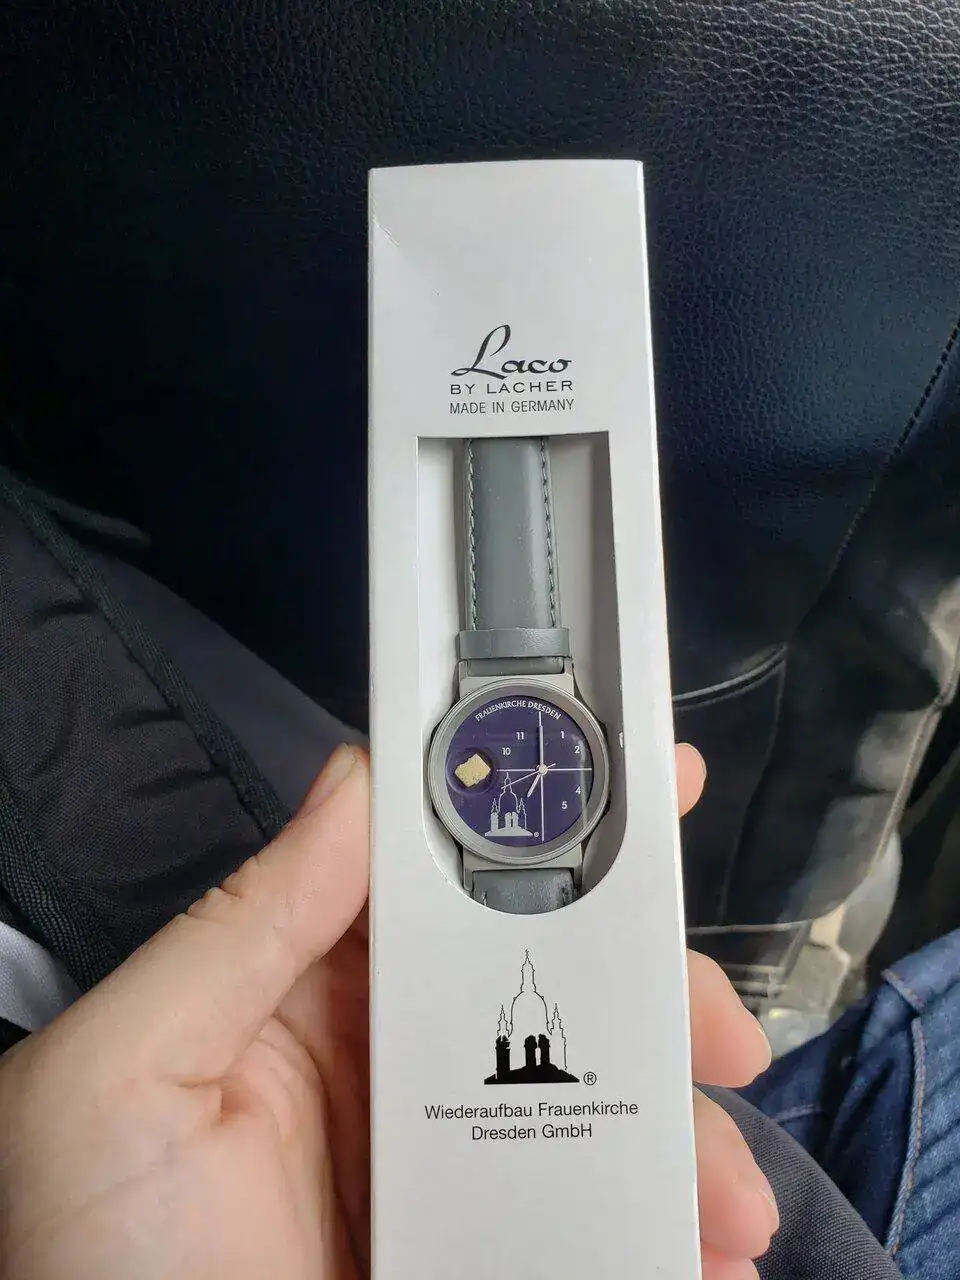 Laco
BY LACHER
MADE IN GERMANY
FRAUENKIRCHE DRESDEN
11 1
10 2
4
5
®
®
Wiederaufbau Frauenkirche
Dresden GmbH